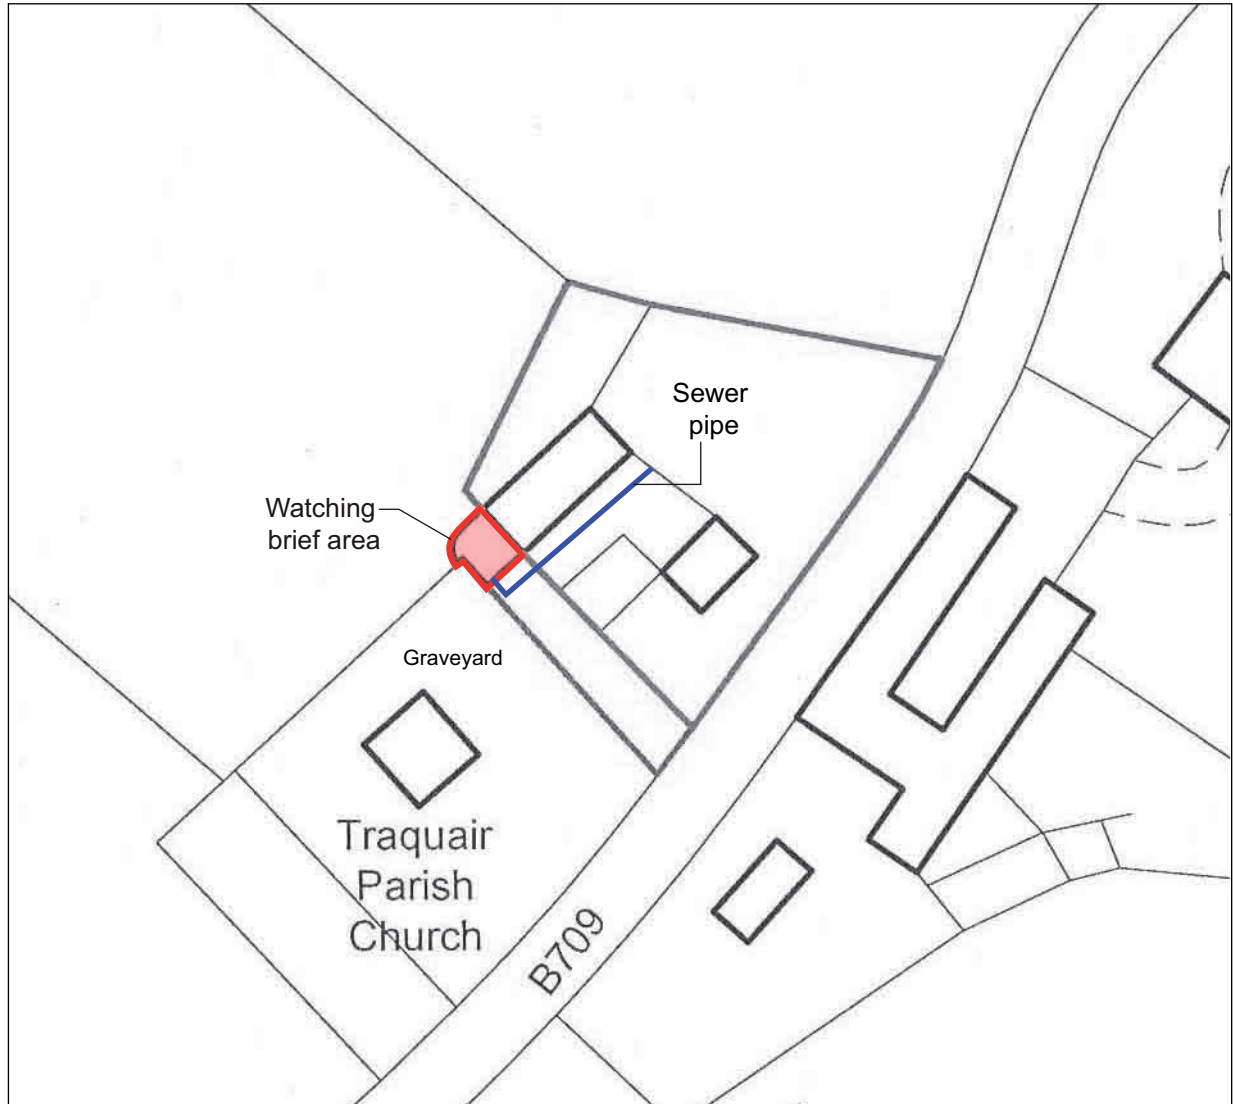 Sewer
pipe
Watching
brief area
Graveyard
Traquair
Parish
Church
B709